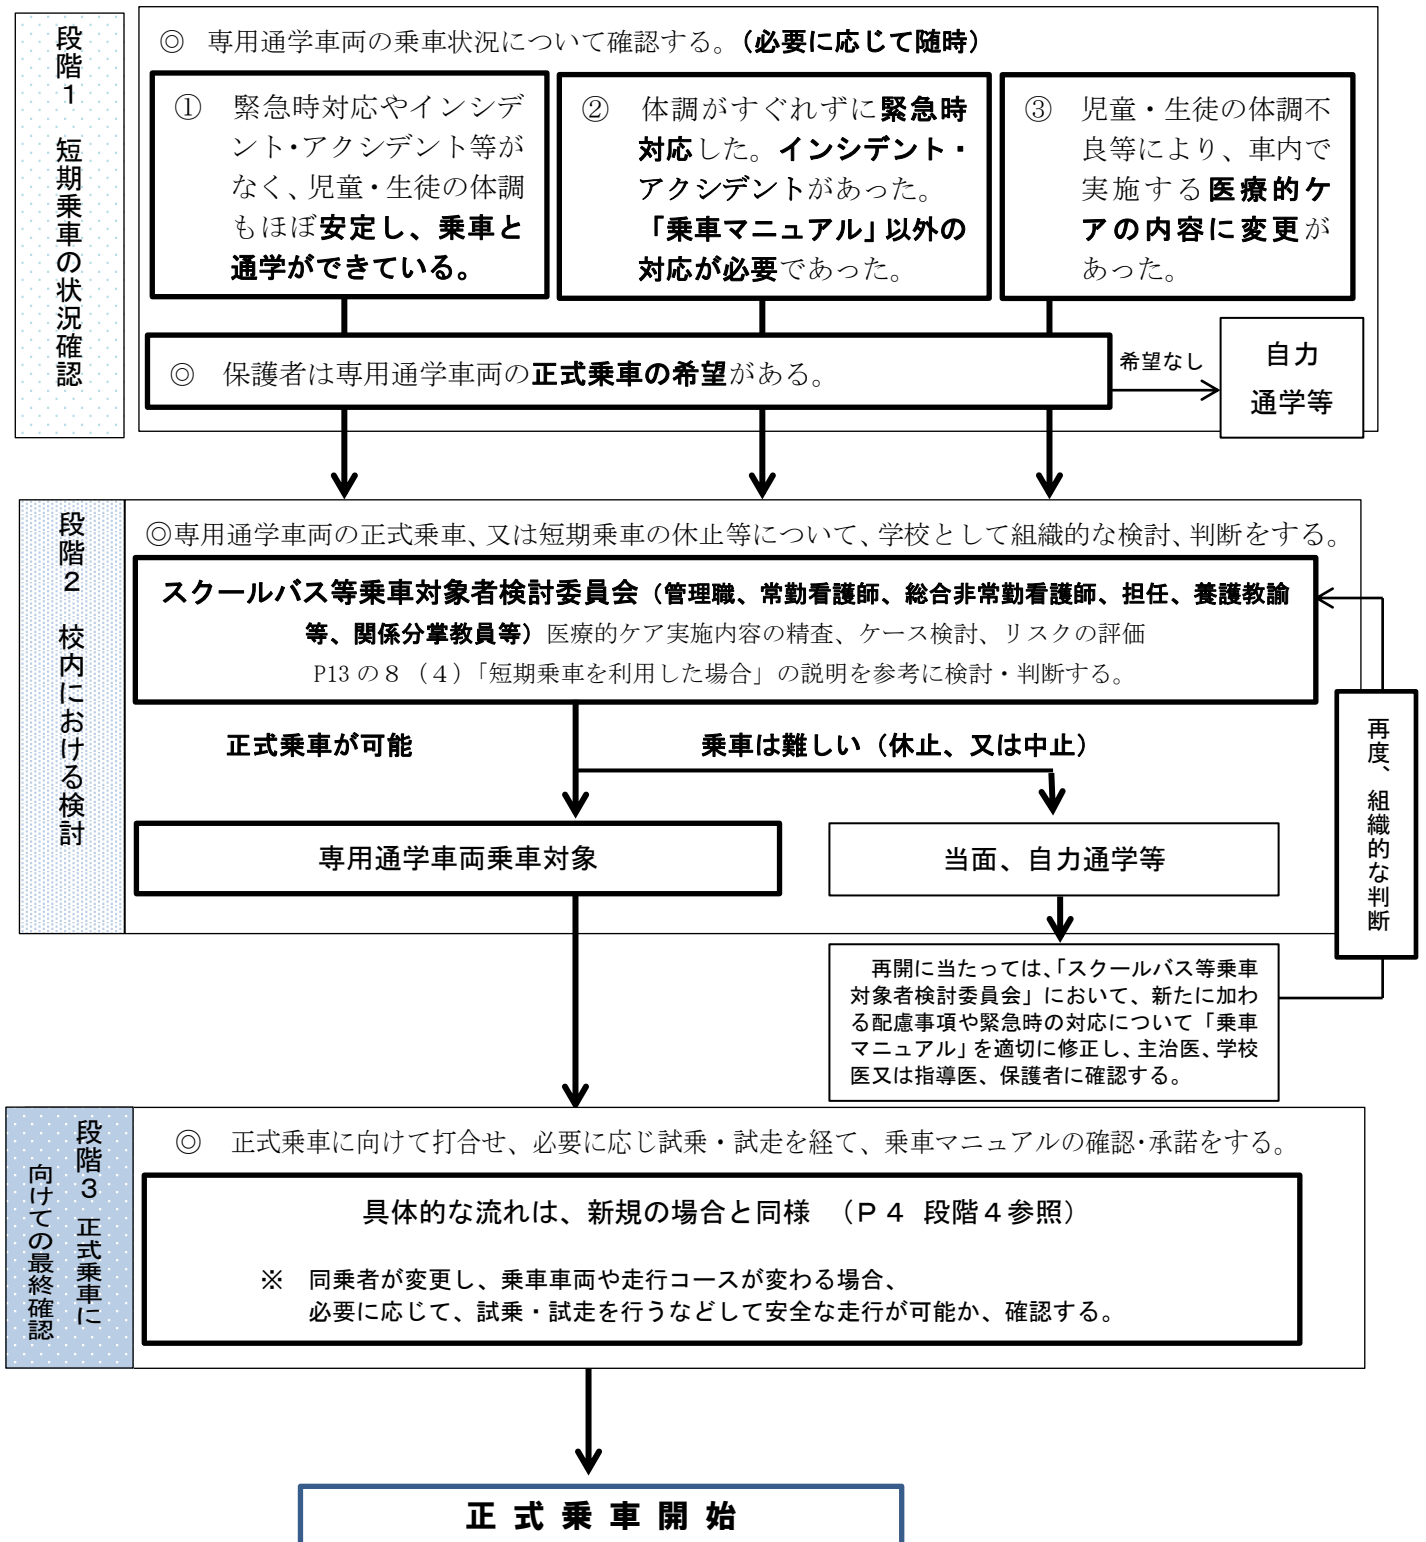 段階１　短期乗車の状況確認
◎　専用通学車両の乗車状況について確認する。（必要に応じて随時）
①　緊急時対応やインシデ
ント・アクシデント等が
なく、児童・生徒の体調
もほぼ安定し、乗車と
通学ができている。
②　体調がすぐれずに緊急時
対応した。インシデント・
アクシデントがあった。
「乗車マニュアル」以外の
対応が必要であった。
③　児童・生徒の体調不
良等により、車内で
実施する医療的ケ
アの内容に変更が
あった。
◎　保護者は専用通学車両の正式乗車の希望がある。
希望なし
自力
通学等
段階２　校内における検討
◎専用通学車両の正式乗車、又は短期乗車の休止等について、学校として組織的な検討、判断をする。
スクールバス等乗車対象者検討委員会（管理職、常勤看護師、総合非常勤看護師、担任、養護教諭
等、関係分掌教員等）医療的ケア実施内容の精査、ケース検討、リスクの評価
P13 の８（４）「短期乗車を利用した場合」の説明を参考に検討・判断する。
正式乗車が可能
乗車は難しい（休止、又は中止）
専用通学車両乗車対象
当面、自力通学等
再度、組織的な判断
再開に当たっては、「スクールバス等乗車
対象者検討委員会」において、新たに加わ
る配慮事項や緊急時の対応について「乗車
マニュアル」を適切に修正し、主治医、学校
医又は指導医、保護者に確認する。
段階３　正式乗車に
向けての最終確認
◎　正式乗車に向けて打合せ、必要に応じ試乗・試走を経て、乗車マニュアルの確認・承諾をする。
具体的な流れは、新規の場合と同様　（Ｐ４　段階４参照）
※　同乗者が変更し、乗車車両や走行コースが変わる場合、
必要に応じて、試乗・試走を行うなどして安全な走行が可能か、確認する。
正 式 乗 車 開 始